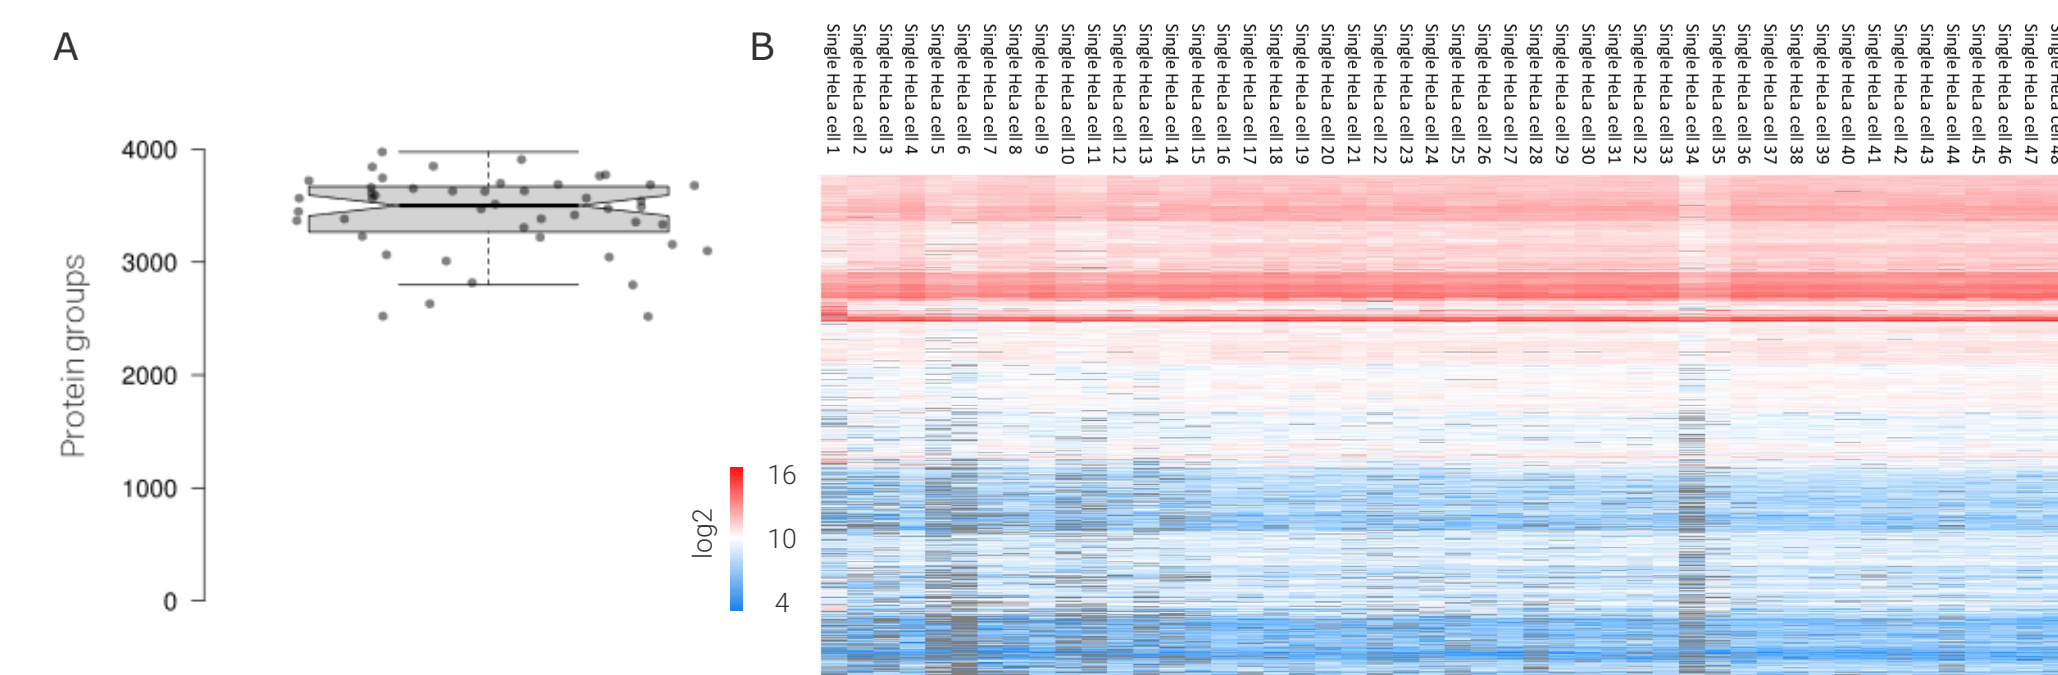 A
Protein groups
4000
3000
2000
1000
0
B
Single HeLa cell 1
Single HeLa cell 2
Single HeLa cell 3
Single HeLa cell 4
Single HeLa cell 5
Single HeLa cell 6
Single HeLa cell 7
Single HeLa cell 8
Single HeLa cell 9
Single HeLa cell 10
Single HeLa cell 11
Single HeLa cell 12
Single HeLa cell 13
Single HeLa cell 14
Single HeLa cell 15
Single HeLa cell 16
Single HeLa cell 17
Single HeLa cell 18
Single HeLa cell 19
Single HeLa cell 20
Single HeLa cell 21
Single HeLa cell 22
Single HeLa cell 23
Single HeLa cell 24
Single HeLa cell 25
Single HeLa cell 26
Single HeLa cell 27
Single HeLa cell 28
Single HeLa cell 29
Single HeLa cell 30
Single HeLa cell 31
Single HeLa cell 32
Single HeLa cell 33
Single HeLa cell 34
Single HeLa cell 35
Single HeLa cell 36
Single HeLa cell 37
Single HeLa cell 38
Single HeLa cell 39
Single HeLa cell 40
Single HeLa cell 41
Single HeLa cell 42
Single HeLa cell 43
Single HeLa cell 44
Single HeLa cell 45
Single HeLa cell 46
Single HeLa cell 47
Single HeLa cell 48
log2
16
10
4